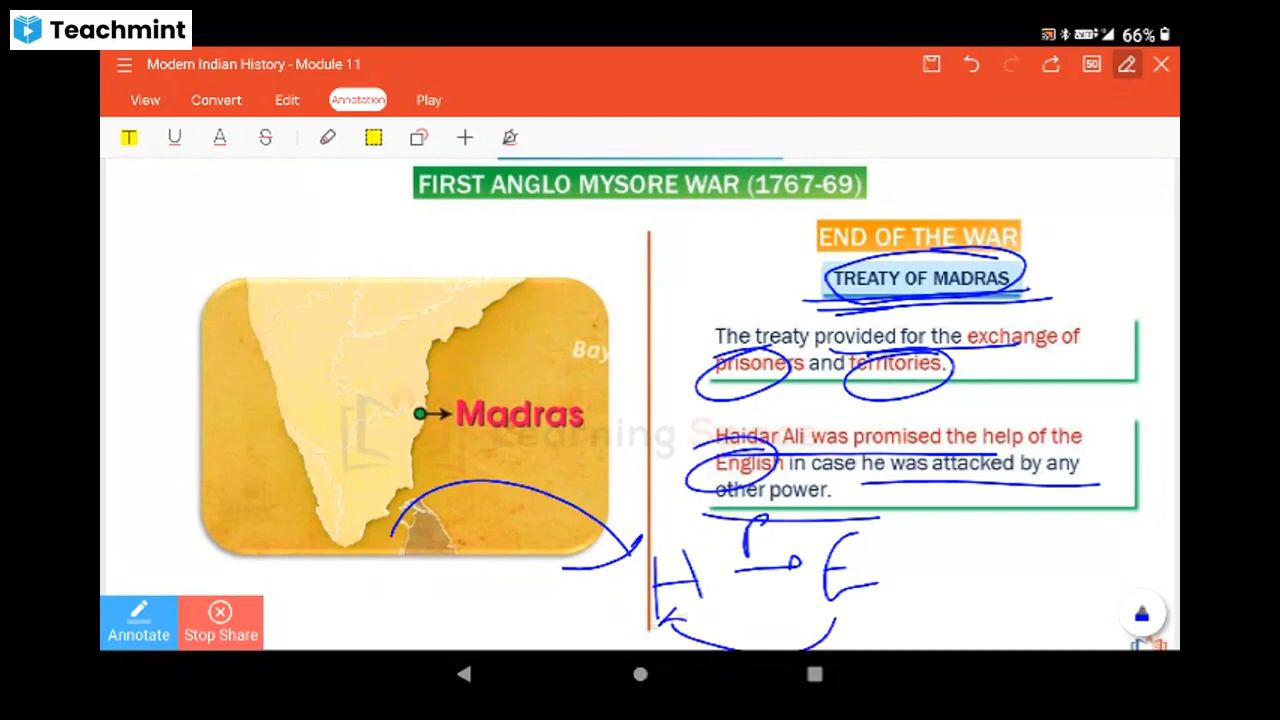 Teachmint
66%
Modern Indian History - Module 11
50
View Convert Edit Annotation Play
T U A S
FIRST ANGLO MYSORE WAR (1767-69)
END OF THE WAR
TREATY OF MADRAS
The treaty provided for the exchange of
prisoners and territories.
Bay
Madras
Learning
Haidar Ali was promised the help of the
English in case he was attacked by any
other power.
H E
Annotate Stop Share